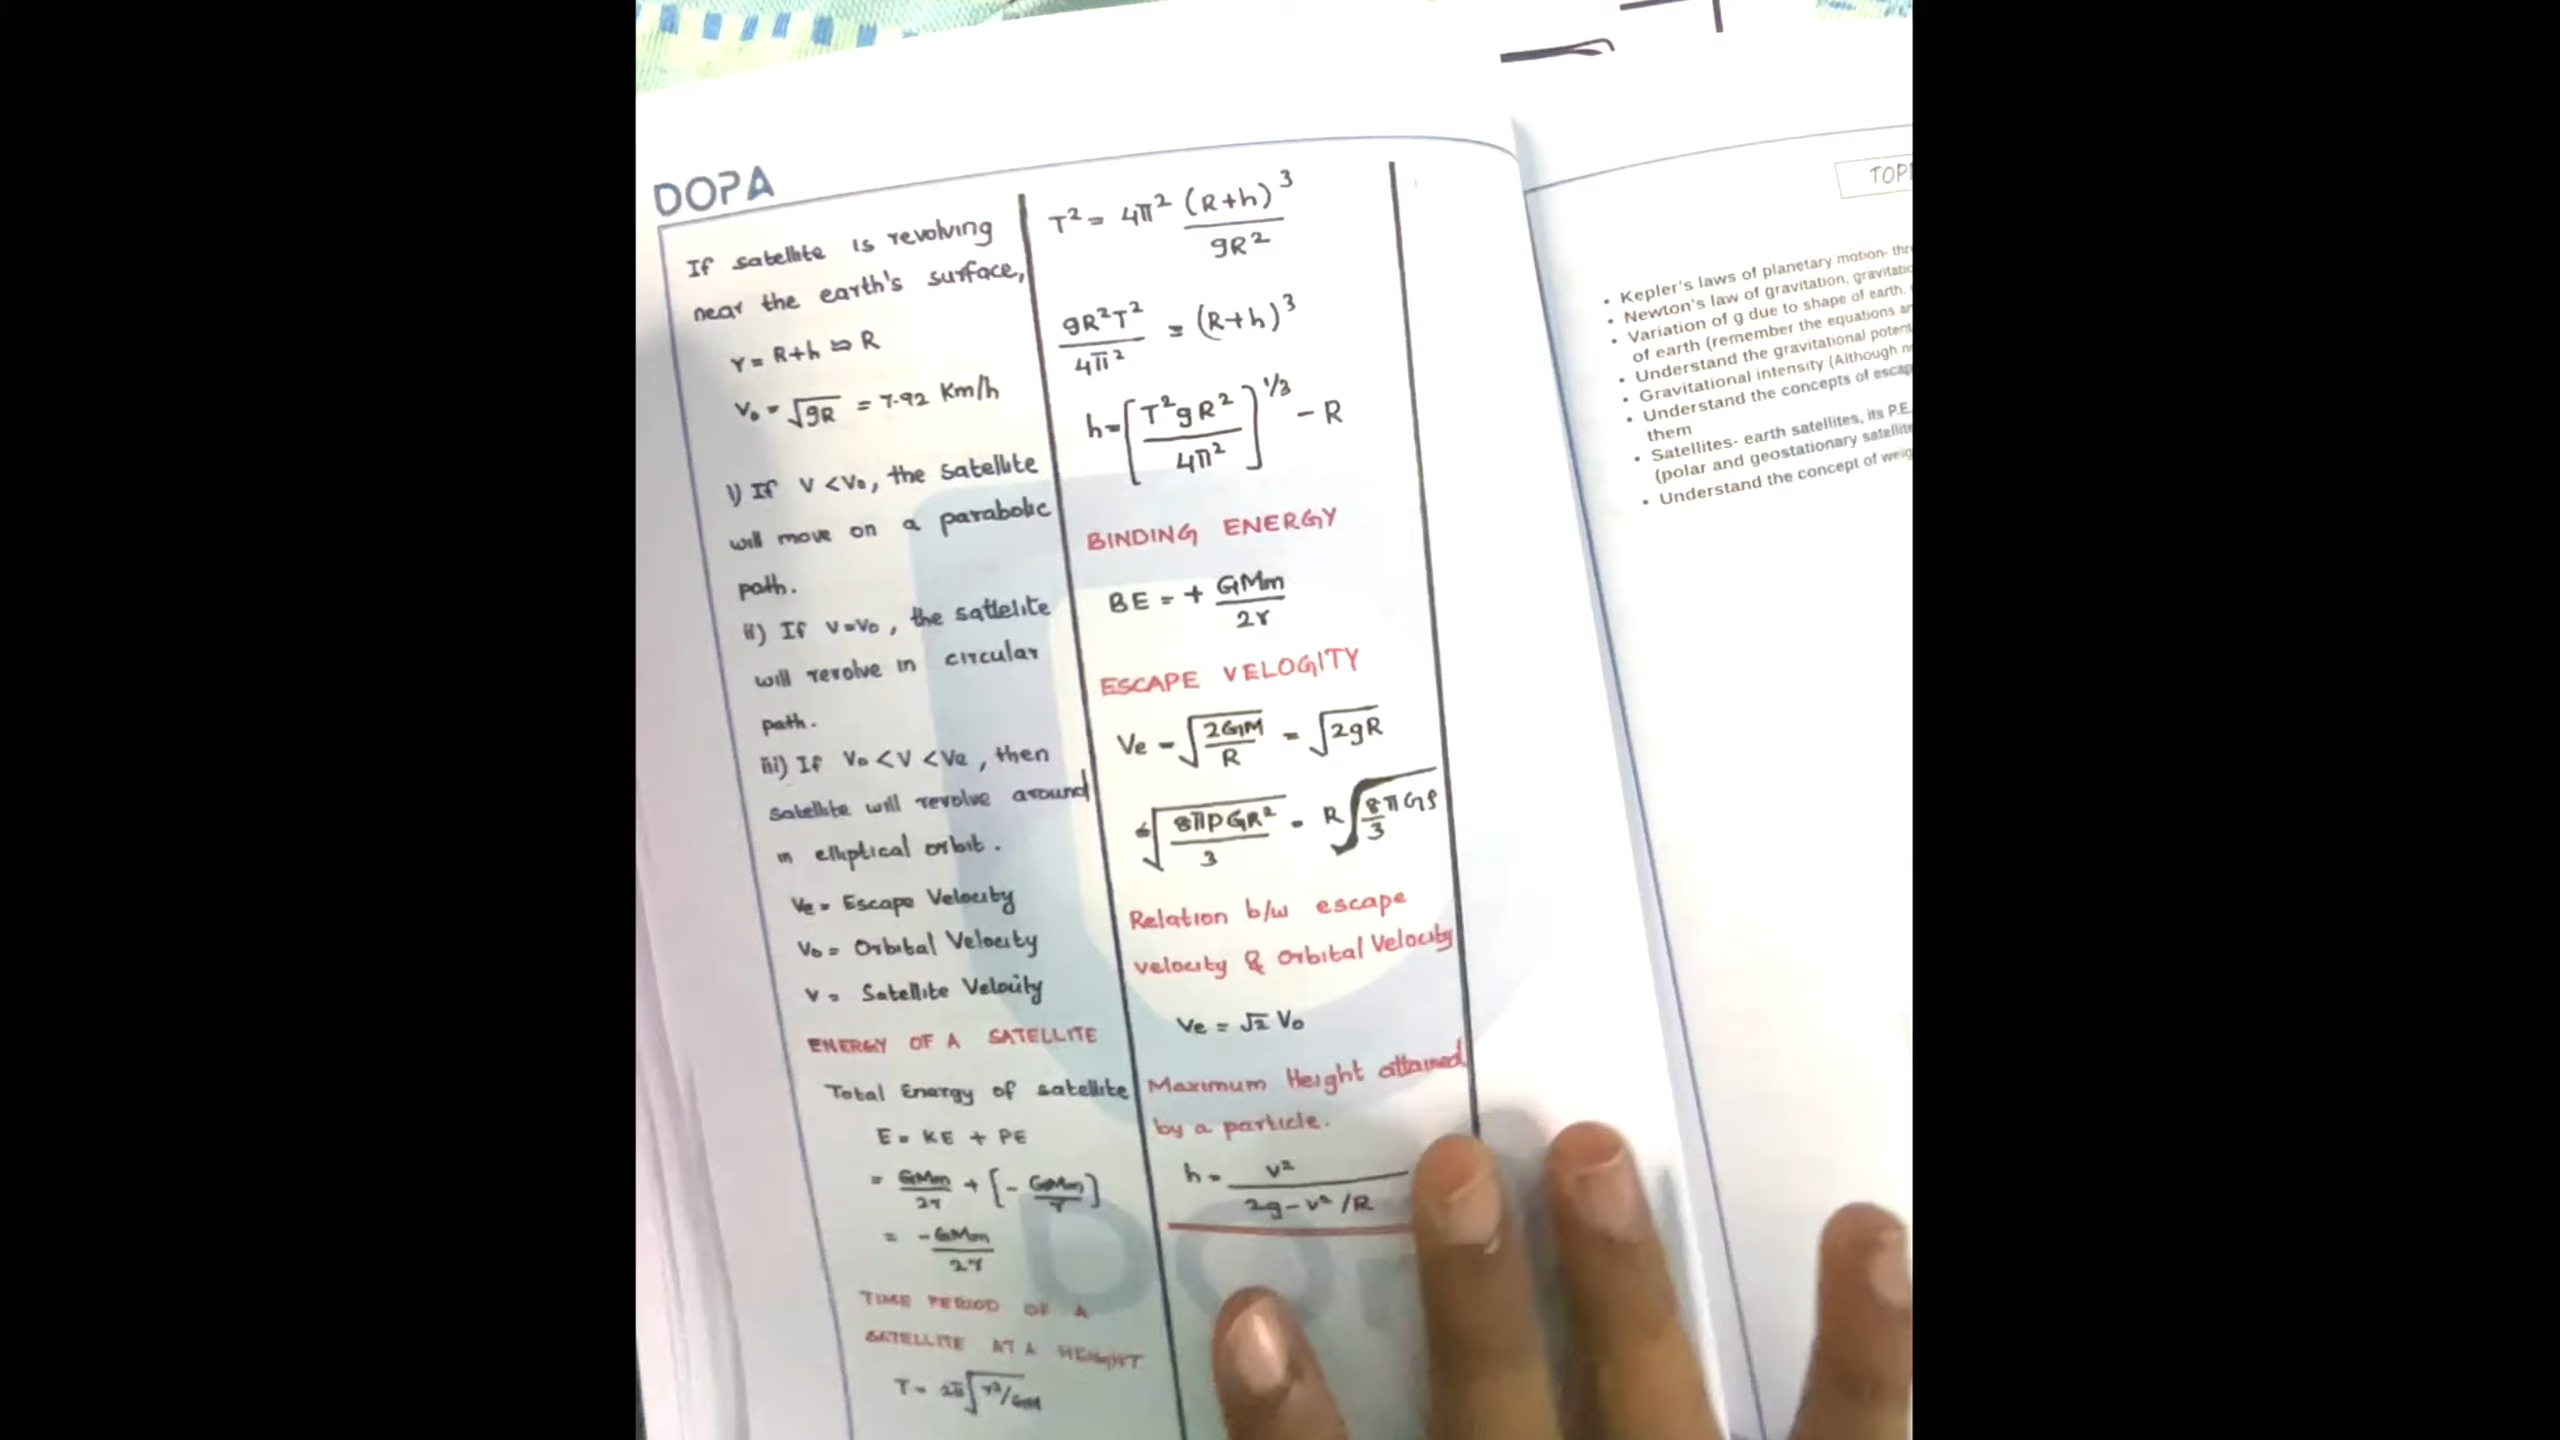 DOPA
If satellite is revolving
near the earth's surface,
r = R+h ≈ R
V₀ = √gR = 7.92 Km/h
i) If V < V₀, the satellite
will move on a parabolic
path.
ii) If V=V₀, the sattelite
will revolve in circular
path.
iii) If V₀ < V < Ve, then
satellite will revolve around
in elliptical orbit.
Ve = Escape Velocity
V₀ = Orbital Velocity
V = Satellite Velocity
ENERGY OF A SATELLITE
Total Energy of satellite
E = KE + PE
= GMm/2r + [- GMm/r]
= -GMm/2r
TIME PERIOD OF A
SATELLITE AT A HEIGHT
T = 2π√r³/GM
T² = 4π² (R+h)³/gR²
gR²T²/4π² = (R+h)³
h = [T²gR²/4π²]^1/3 - R
BINDING ENERGY
BE = + GMm/2r
ESCAPE VELOGITY
Ve = √2GM/R = √2gR
= √8πρGR²/3 = R√8/3 πGρ
Relation b/w escape
velocity & Orbital Velocity
Ve = √2 V₀
Maximum Height attained
by a particle.
h = V²/2g - V²/R
• Kepler's laws of planetary motion-
• Newton's law of gravitation,
• Variation of g due to shape of earth,
of earth (remember the equations
• Understand the gravitational
• Gravitational intensity (Although
• Understand the concepts of
them
• Satellites- earth satellites, its P.E.
(polar and geostationary
• Understand the concept of